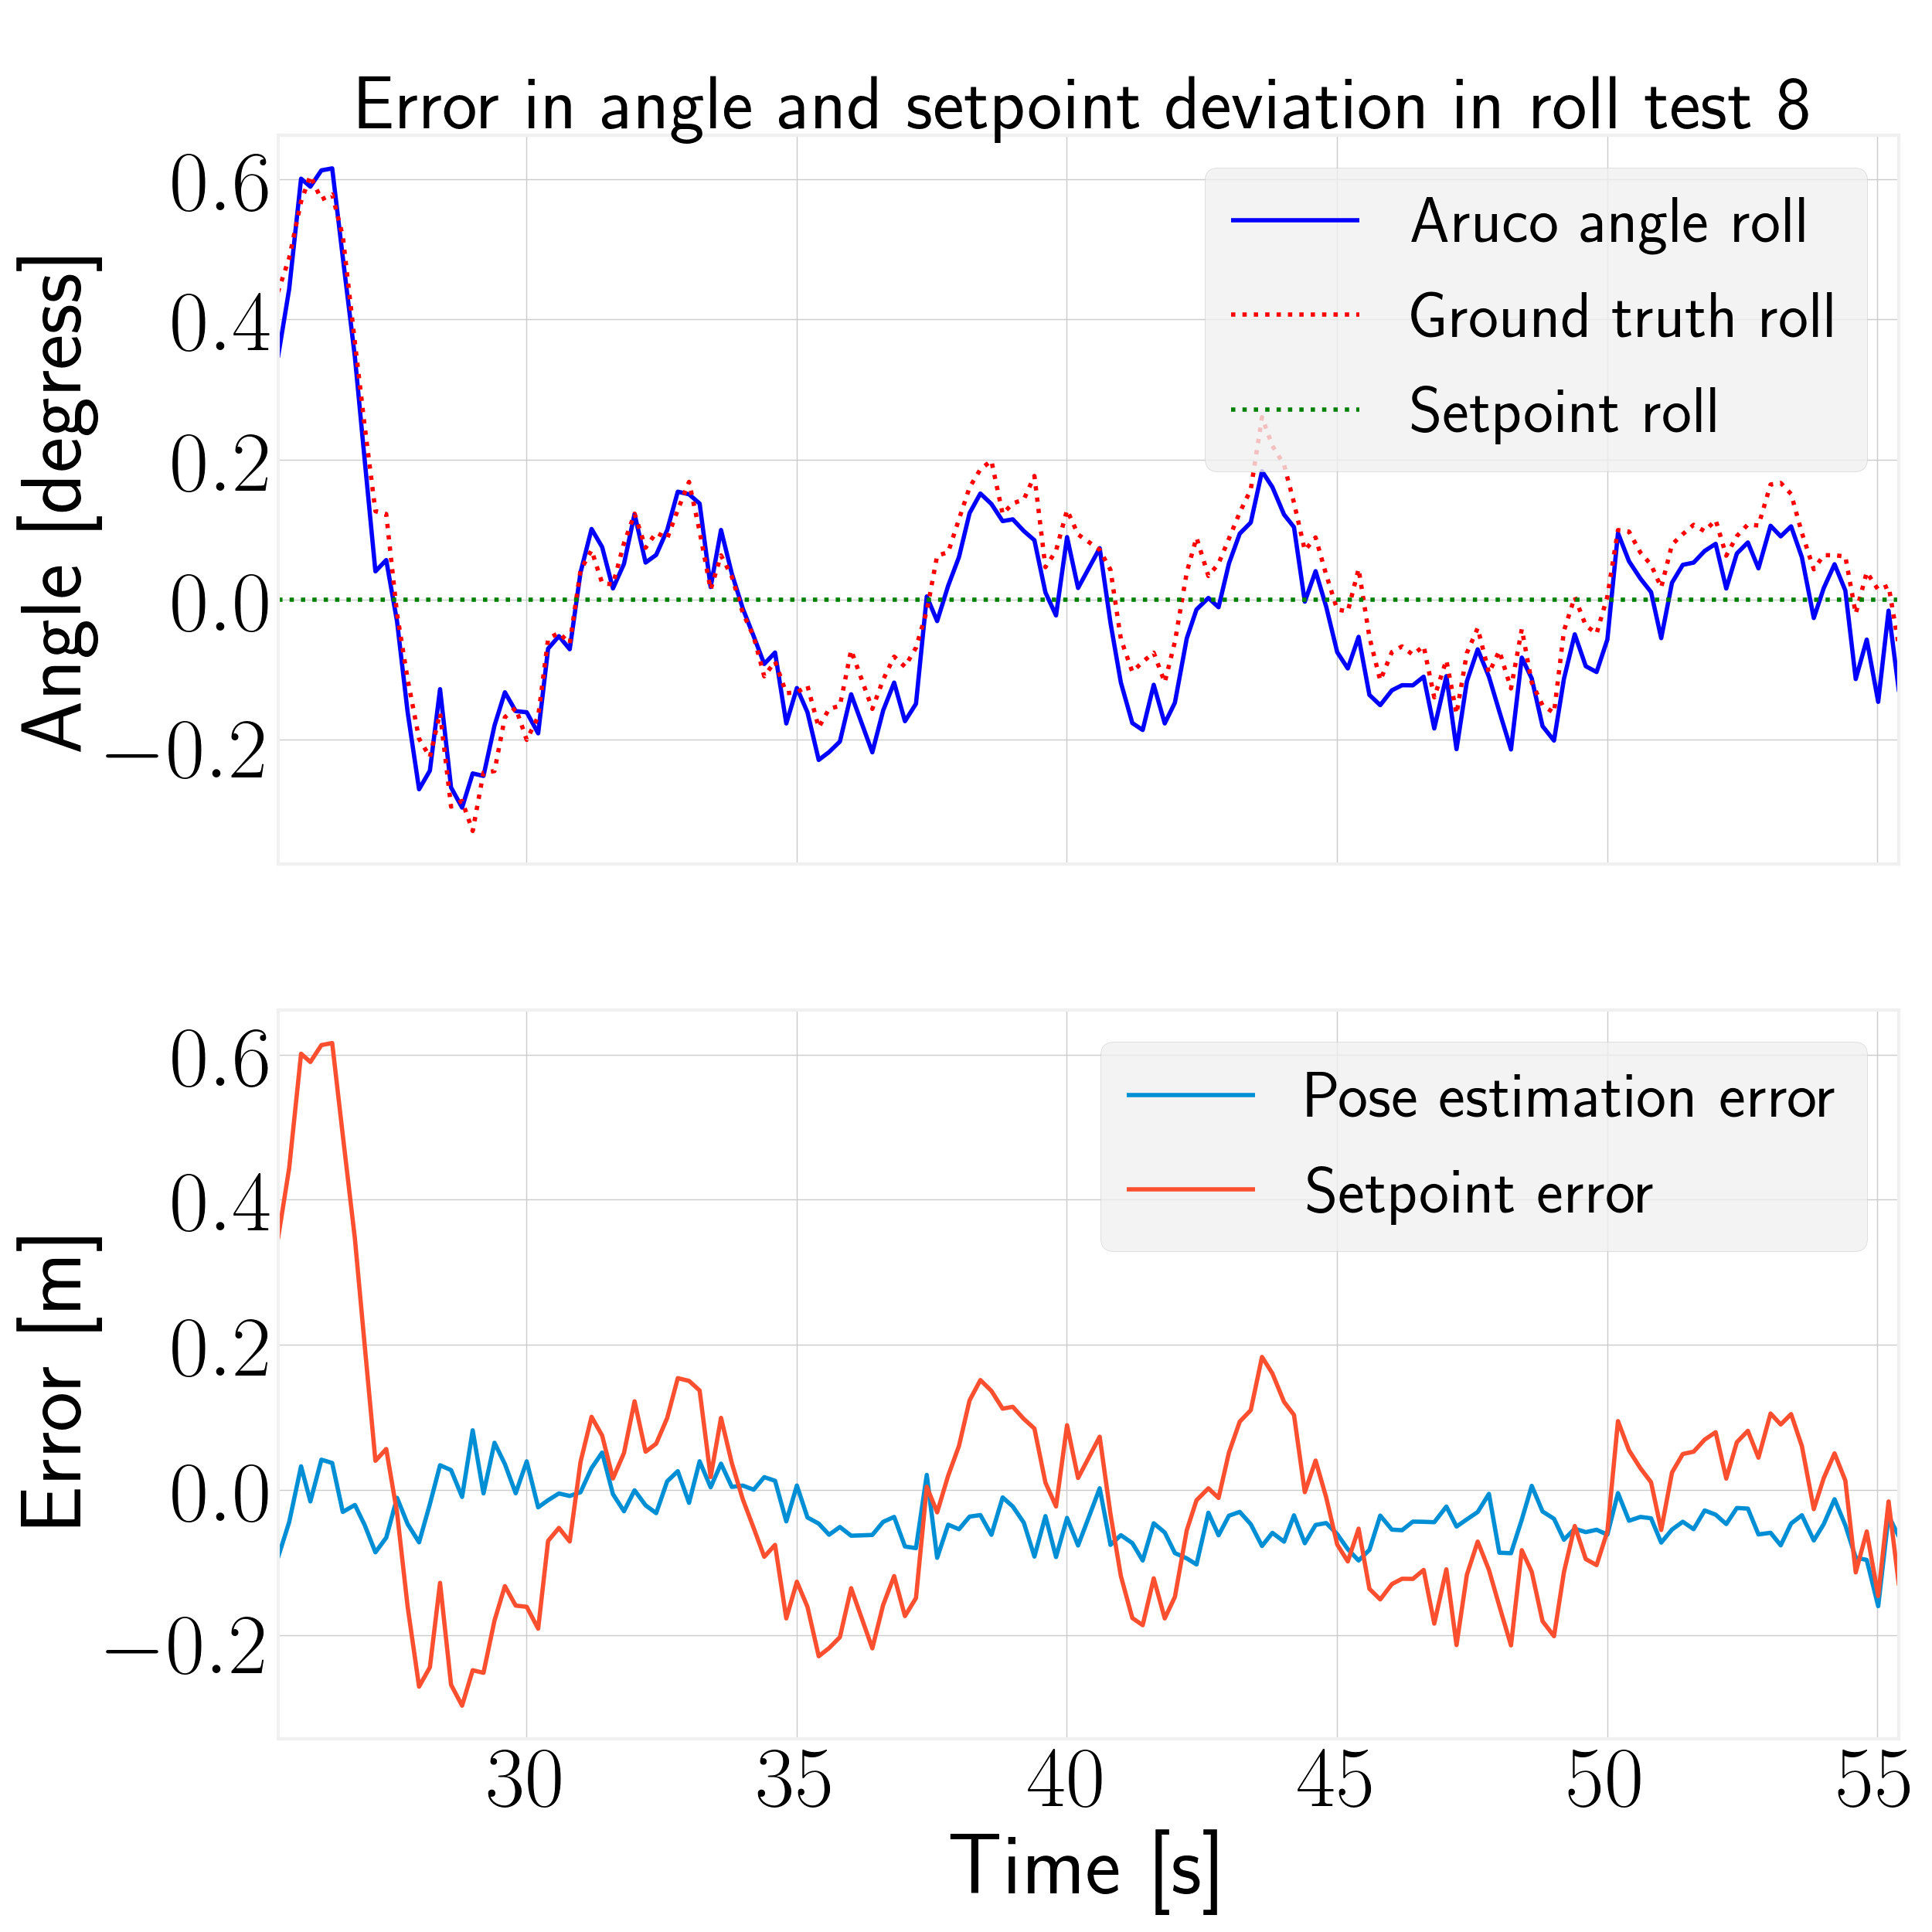 Error in angle and setpoint deviation in roll test 8
Angle [degress]
0.6
0.4
0.2
0.0
−0.2
Aruco angle roll
Ground truth roll
Setpoint roll
Error [m]
0.6
0.4
0.2
0.0
−0.2
Pose estimation error
Setpoint error
30 35 40 45 50 55
Time [s]